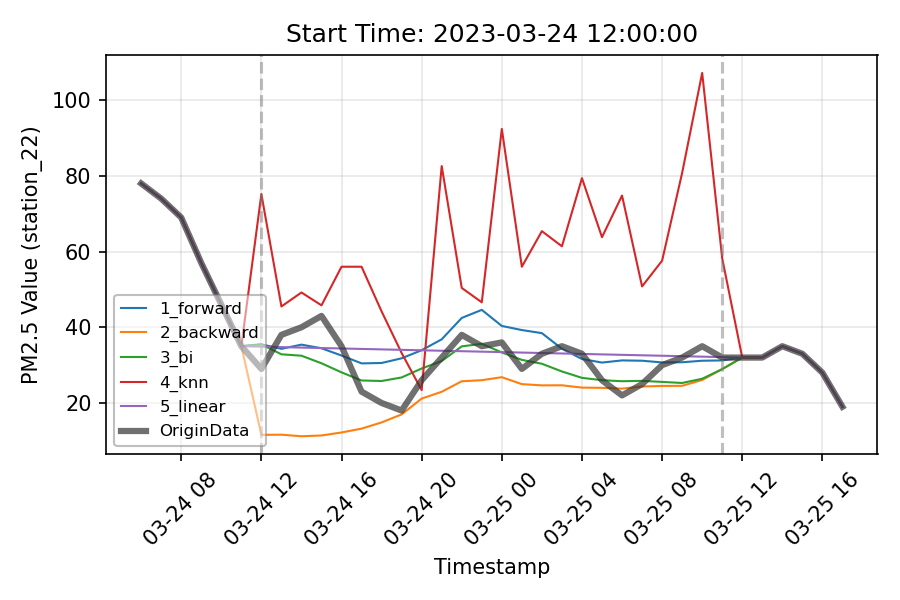 Start Time: 2023-03-24 12:00:00
PM2.5 Value (station_22)
100
80
60
40
20
1_forward
2_backward
3_bi
4_knn
5_linear
OriginData
03-24 08
03-24 12
03-24 16
03-24 20
03-25 00
03-25 04
03-25 08
03-25 12
03-25 16
Timestamp